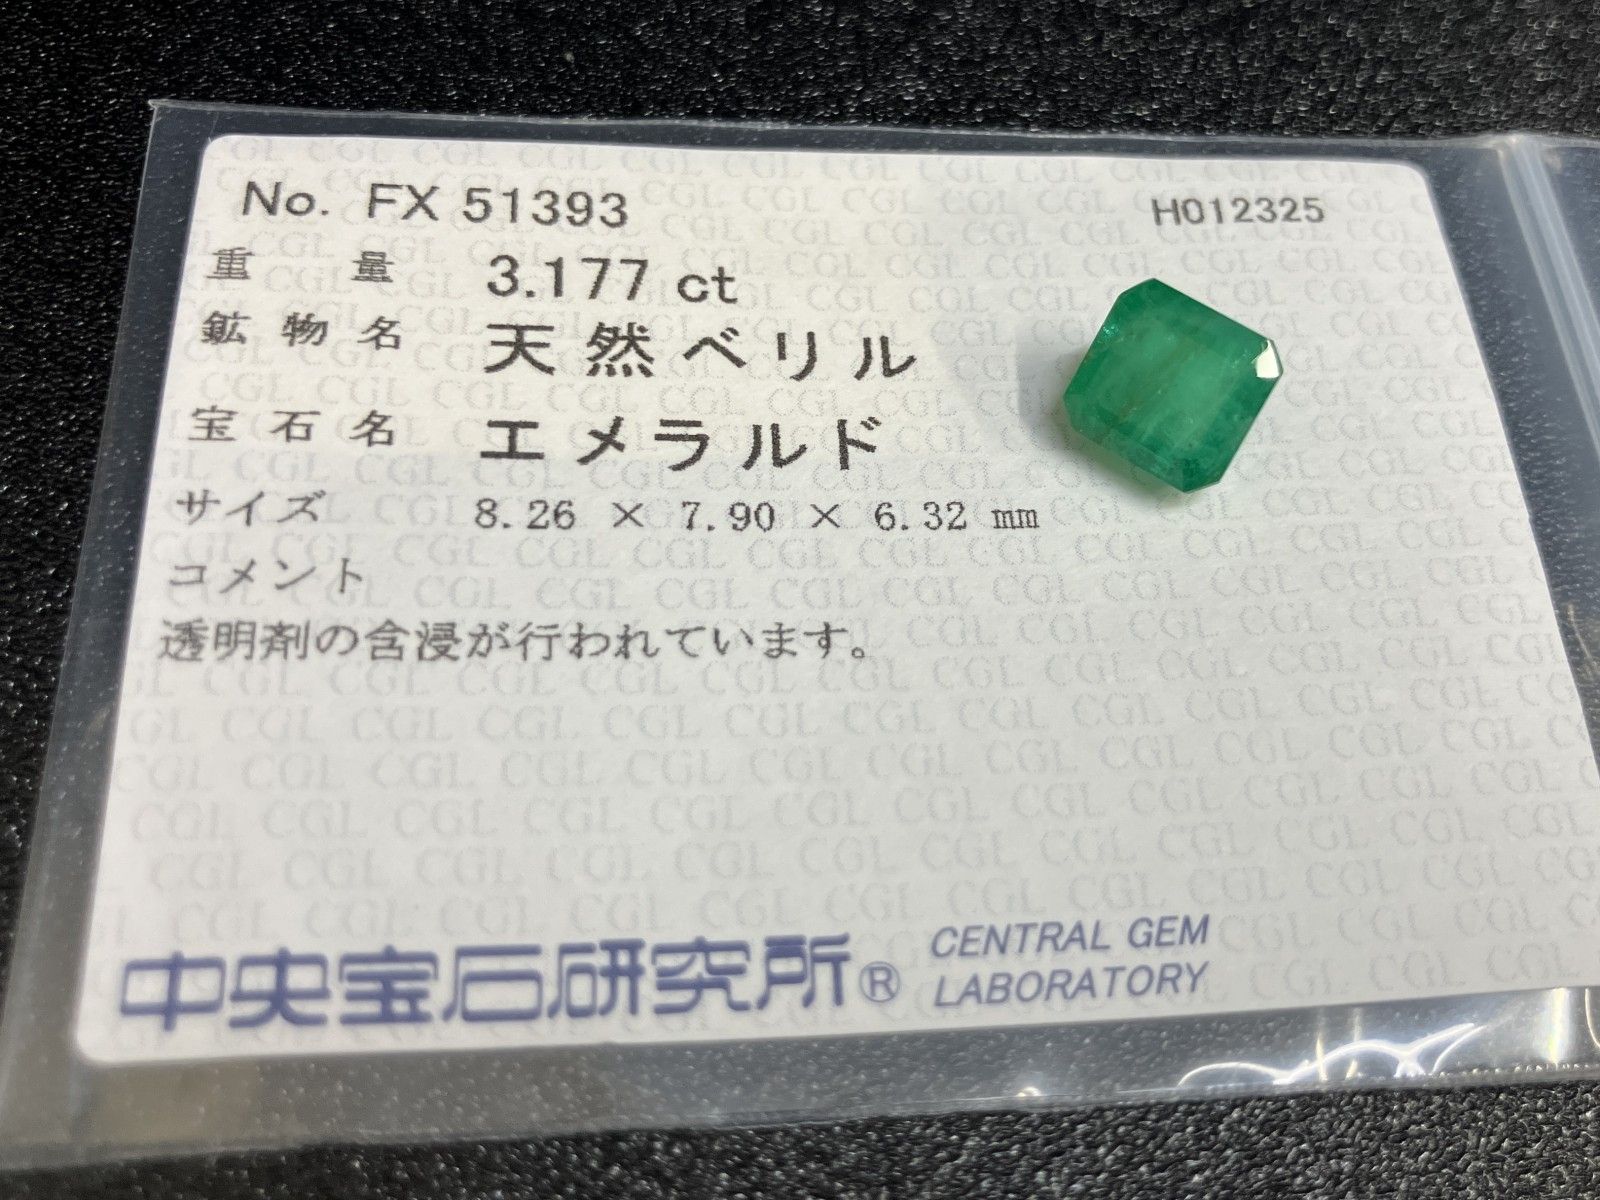 No. FX 51393 H012325
重量 3.177 ct
鉱物名 天然ベリル
宝石名 エメラルド
サイズ 8.26 × 7.90 × 6.32 mm
コメント
透明剤の含浸が行われています。
中央宝石研究所® CENTRAL GEM
LABORATORY